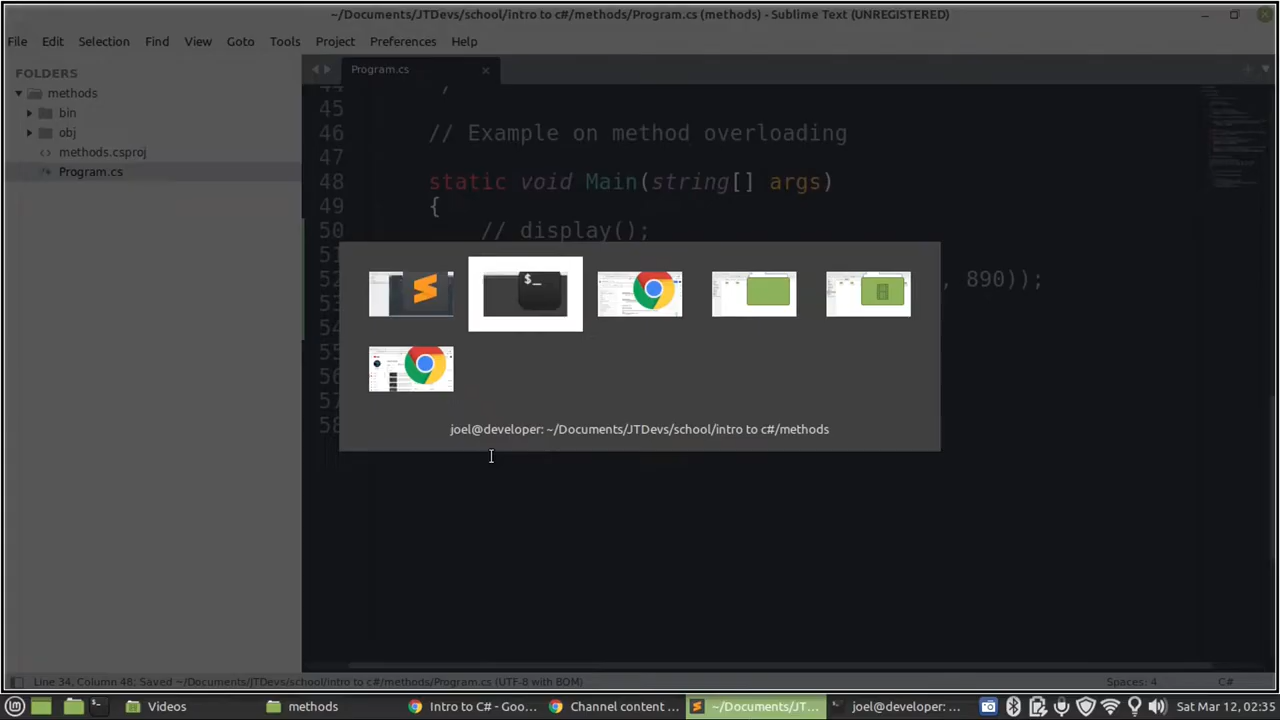 ~/Documents/JTDevs/school/intro to c#/methods/Program.cs (methods) - Sublime Text (UNREGISTERED)
File Edit Selection Find View Goto Tools Project Preferences Help
FOLDERS
methods
bin
obj
methods.csproj
Program.cs
Program.cs
44
45
46 // Example on method overloading
47
48 static void Main(string[] args)
49 {
50 // display();
, 890));
58
$_
joel@developer: ~/Documents/JTDevs/school/intro to c#/methods
Line 34, Column 48; Saved ~/Documents/JTDevs/school/intro to c#/methods/Program.cs (UTF-8 with BOM) Spaces: 4 C#
Videos methods Intro to C# - Goo... Channel content ... ~/Documents/JT... joel@developer: ... Sat Mar 12, 02:35